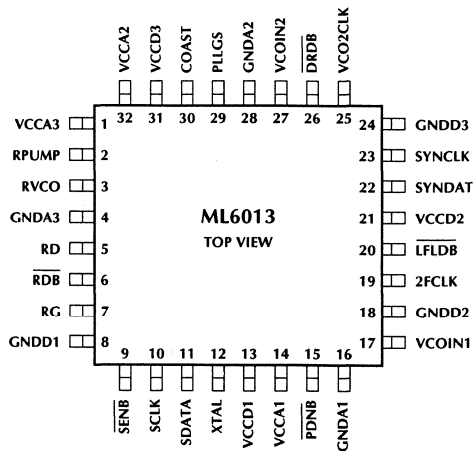 VCCA2
VCCD3
COAST
PLLGS
GNDA2
VCOIN2
DRDB
VCO2CLK
32 31 30 29 28 27 26 25
VCCA3 1
RPUMP 2
RVCO 3
GNDA3 4
RD 5
RDB 6
RG 7
GNDD1 8
ML6013
TOP VIEW
24 GNDD3
23 SYNCLK
22 SYNDAT
21 VCCD2
20 LFLDB
19 2FCLK
18 GNDD2
17 VCOIN1
9 10 11 12 13 14 15 16
SENB
SCLK
SDATA
XTAL
VCCD1
VCCA1
PDNB
GNDA1